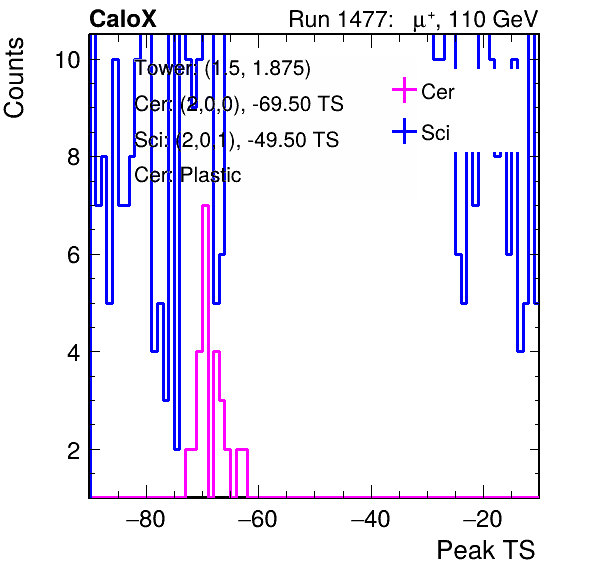 CaloX Run 1477: μ⁺, 110 GeV
Counts
10
8
6
4
2
Tower: (1.5, 1.875)
Cer: (2,0,0), -69.50 TS
Sci: (2,0,1), -49.50 TS
Cer: Plastic
Cer
Sci
−80 −60 −40 −20
Peak TS